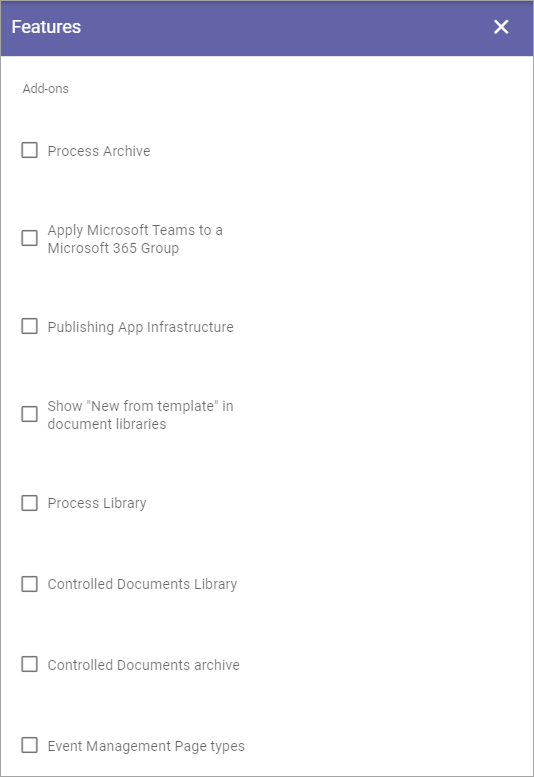 Features
Add-ons
Process Archive
Apply Microsoft Teams to a
Microsoft 365 Group
Publishing App Infrastructure
Show "New from template" in
document libraries
Process Library
Controlled Documents Library
Controlled Documents archive
Event Management Page types